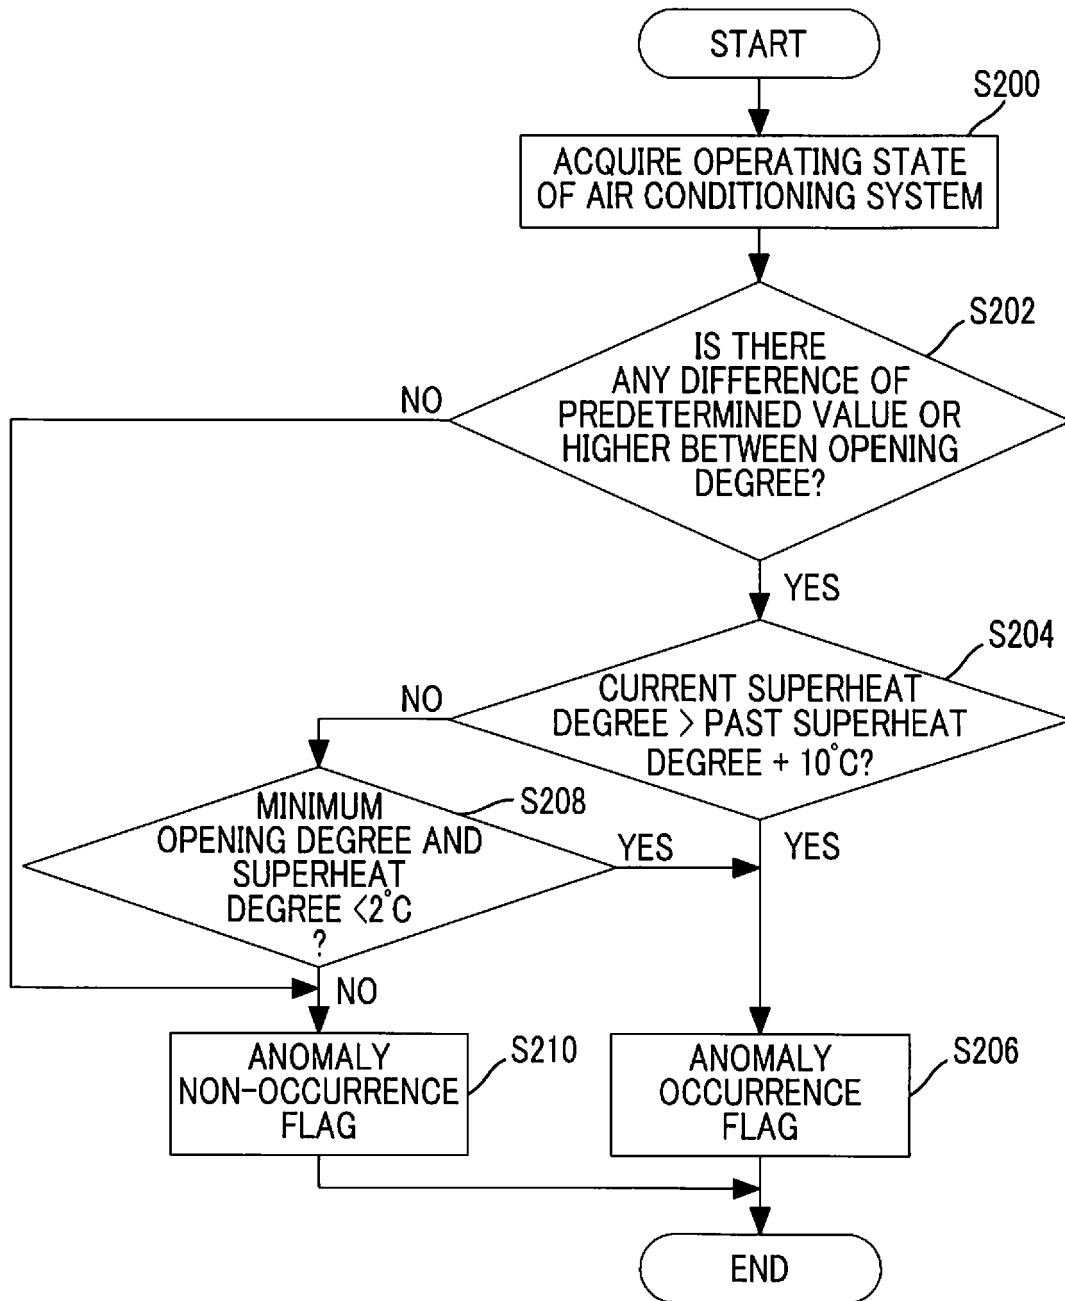 START
S200
ACQUIRE OPERATING STATE
OF AIR CONDITIONING SYSTEM
S202
IS THERE
ANY DIFFERENCE OF
PREDETERMINED VALUE OR
HIGHER BETWEEN OPENING
DEGREE?
NO
YES
S204
CURRENT SUPERHEAT
DEGREE > PAST SUPERHEAT
DEGREE + 10°C?
NO
YES
S208
MINIMUM
OPENING DEGREE AND
SUPERHEAT
DEGREE <2°C
?
YES
NO
S210
ANOMALY
NON-OCCURRENCE
FLAG
S206
ANOMALY
OCCURRENCE
FLAG
END